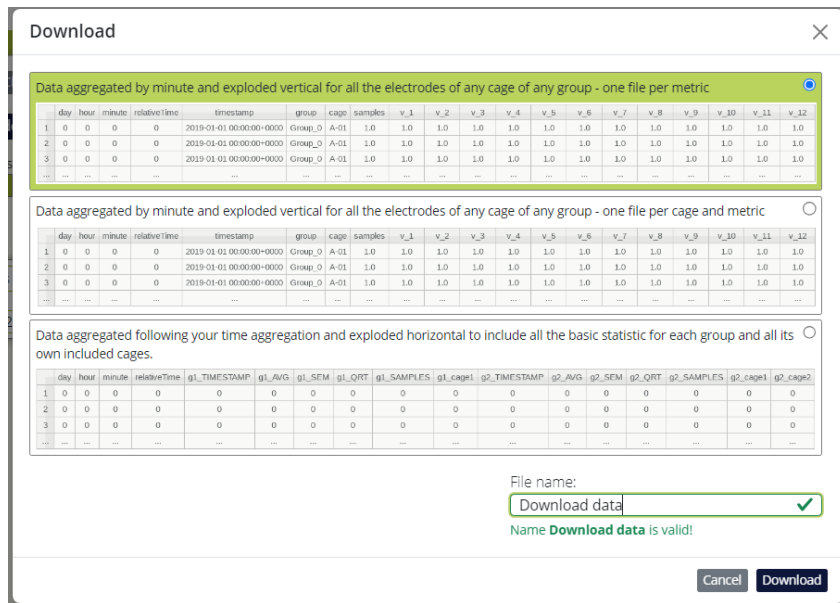 Download
Data aggregated by minute and exploded vertical for all the electrodes of any cage of any group - one file per metric
day hour minute relativeTime timestamp group cage samples v_1 v_2 v_3 v_4 v_5 v_6 v_7 v_8 v_9 v_10 v_11 v_12
1 0 0 0 0 2019-01-01 00:00:00+0000 Group_0 A-01 1.0 1.0 1.0 1.0 1.0 1.0 1.0 1.0 1.0 1.0 1.0 1.0 1.0
2 0 0 0 0 2019-01-01 00:00:00+0000 Group_0 A-01 1.0 1.0 1.0 1.0 1.0 1.0 1.0 1.0 1.0 1.0 1.0 1.0 1.0
3 0 0 0 0 2019-01-01 00:00:00+0000 Group_0 A-01 1.0 1.0 1.0 1.0 1.0 1.0 1.0 1.0 1.0 1.0 1.0 1.0 1.0
... ... ... ... ... ... ... ... ... ... ... ... ... ... ... ... ... ... ... ... ...
Data aggregated by minute and exploded vertical for all the electrodes of any cage of any group - one file per cage and metric
day hour minute relativeTime timestamp group cage samples v_1 v_2 v_3 v_4 v_5 v_6 v_7 v_8 v_9 v_10 v_11 v_12
1 0 0 0 0 2019-01-01 00:00:00+0000 Group_0 A-01 1.0 1.0 1.0 1.0 1.0 1.0 1.0 1.0 1.0 1.0 1.0 1.0 1.0
2 0 0 0 0 2019-01-01 00:00:00+0000 Group_0 A-01 1.0 1.0 1.0 1.0 1.0 1.0 1.0 1.0 1.0 1.0 1.0 1.0 1.0
3 0 0 0 0 2019-01-01 00:00:00+0000 Group_0 A-01 1.0 1.0 1.0 1.0 1.0 1.0 1.0 1.0 1.0 1.0 1.0 1.0 1.0
... ... ... ... ... ... ... ... ... ... ... ... ... ... ... ... ... ... ... ... ...
Data aggregated following your time aggregation and exploded horizontal to include all the basic statistic for each group and all its
own included cages.
day hour minute relativeTime g1_TIMESTAMP g1_AVG g1_SEM g1_QRT g1_SAMPLES g1_cage1 g2_TIMESTAMP g2_AVG g2_SEM g2_QRT g2_SAMPLES g2_cage1 g2_cage2
1 0 0 0 0 0 0 0 0 0 0 0 0 0 0 0 0 0
2 0 0 0 0 0 0 0 0 0 0 0 0 0 0 0 0 0
3 0 0 0 0 0 0 0 0 0 0 0 0 0 0 0 0 0
... ... ... ... ... ... ... ... ... ... ... ... ... ... ... ... ... ...
File name:
Download data
Name Download data is valid!
Cancel Download